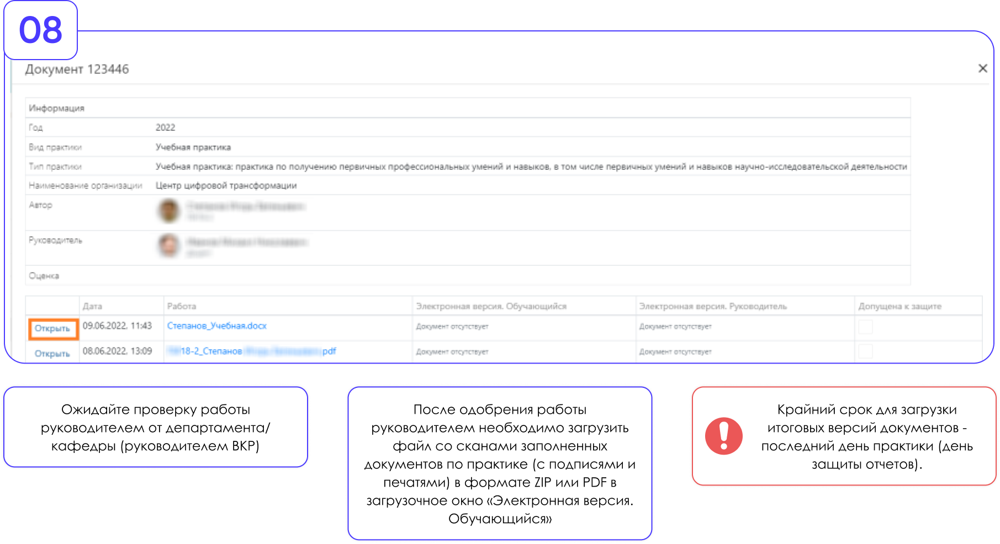 08
Документ 123446
Информация
Год 2022
Вид практики Учебная практика
Тип практики Учебная практика: практика по получению первичных профессиональных умений и навыков, в том числе первичных умений и навыков научно-исследовательской деятельности
Наименование организации Центр цифровой трансформации
Автор
Руководитель
Оценка
Дата Работа Электронная версия. Обучающийся Электронная версия. Руководитель Допущена к защите
Открыть 09.06.2022, 11:43 Степанов_Учебная.docx Документ отсутствует Документ отсутствует
Открыть 08.06.2022, 13:09 18-2_Степанов pdf Документ отсутствует Документ отсутствует
Ожидайте проверку работы
руководителем от департамента/
кафедры (руководителем ВКР)
После одобрения работы
руководителем необходимо загрузить
файл со сканами заполненных
документов по практике (с подписями и
печатями) в формате ZIP или PDF в
загрузочное окно «Электронная версия.
Обучающийся»
Крайний срок для загрузки
итоговых версий документов -
последний день практики (день
защиты отчетов).